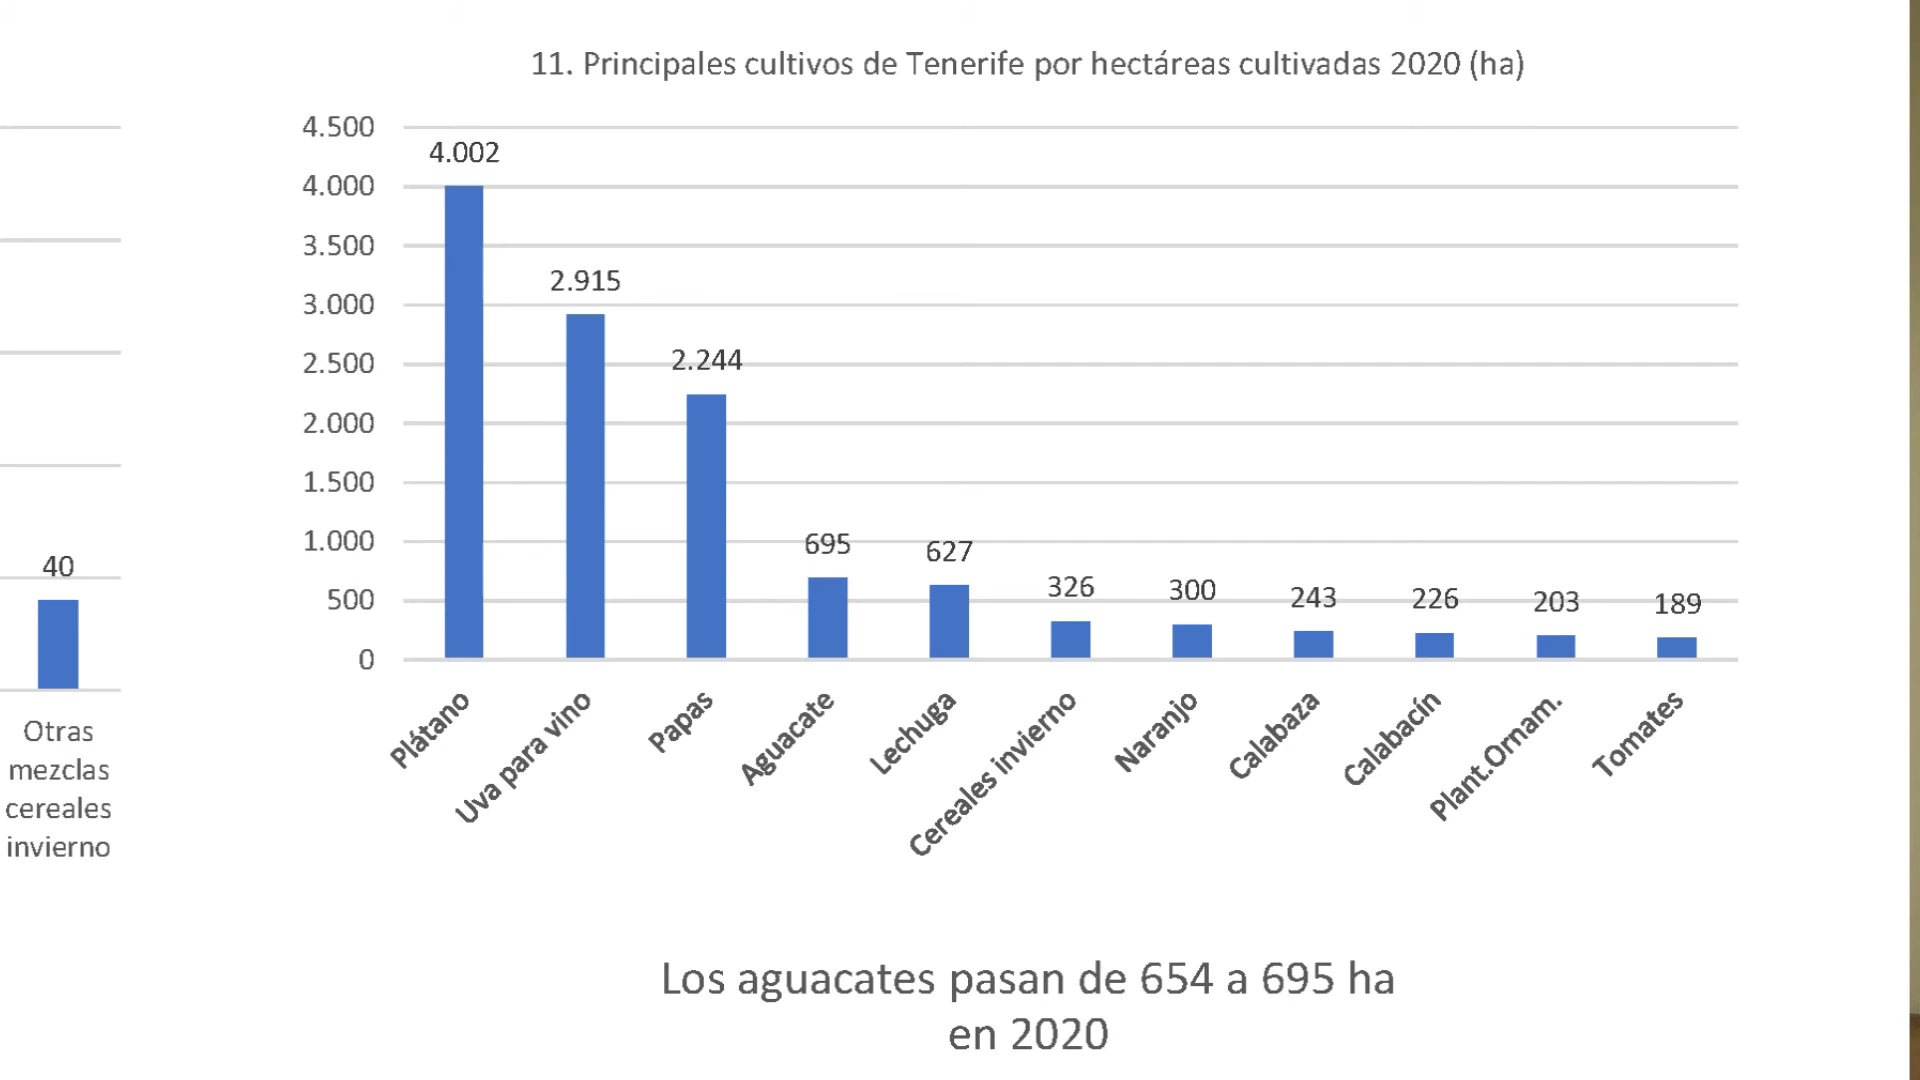 11. Principales cultivos de Tenerife por hectáreas cultivadas 2020 (ha)
4.500
4.000
3.500
3.000
2.500
2.000
1.500
1.000
500
0
4.002
2.915
2.244
695
627
326
300
243
226
203
189
Plátano
Uva para vino
Papas
Aguacate
Lechuga
Cereales invierno
Naranjo
Calabaza
Calabacín
Plant.Ornam.
Tomates
40
Otras
mezclas
cereales
invierno
Los aguacates pasan de 654 a 695 ha
en 2020